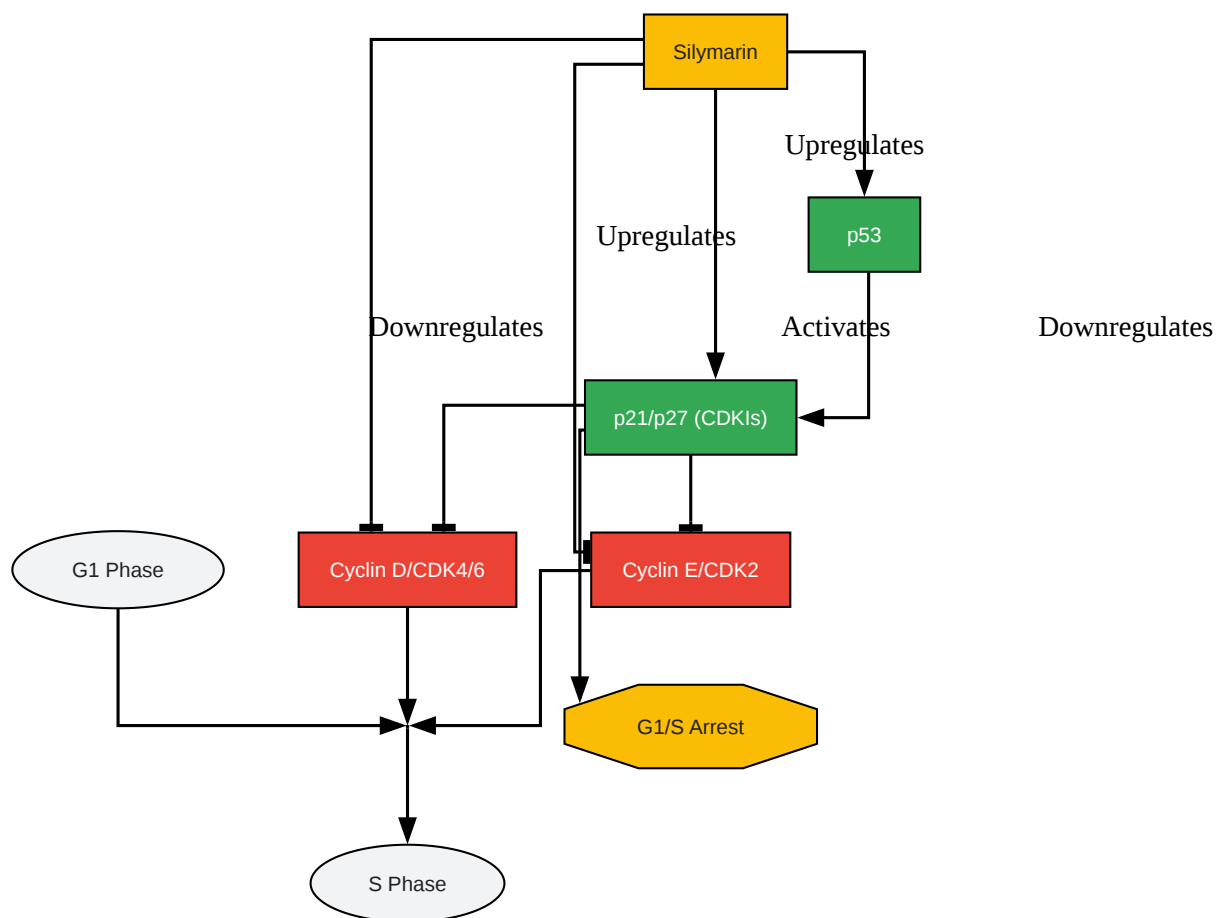 Silymarin
Upregulates
p53
Upregulates
Downregulates
Activates
Downregulates
p21/p27 (CDKIs)
G1 Phase
Cyclin D/CDK4/6
Cyclin E/CDK2
G1/S Arrest
S Phase